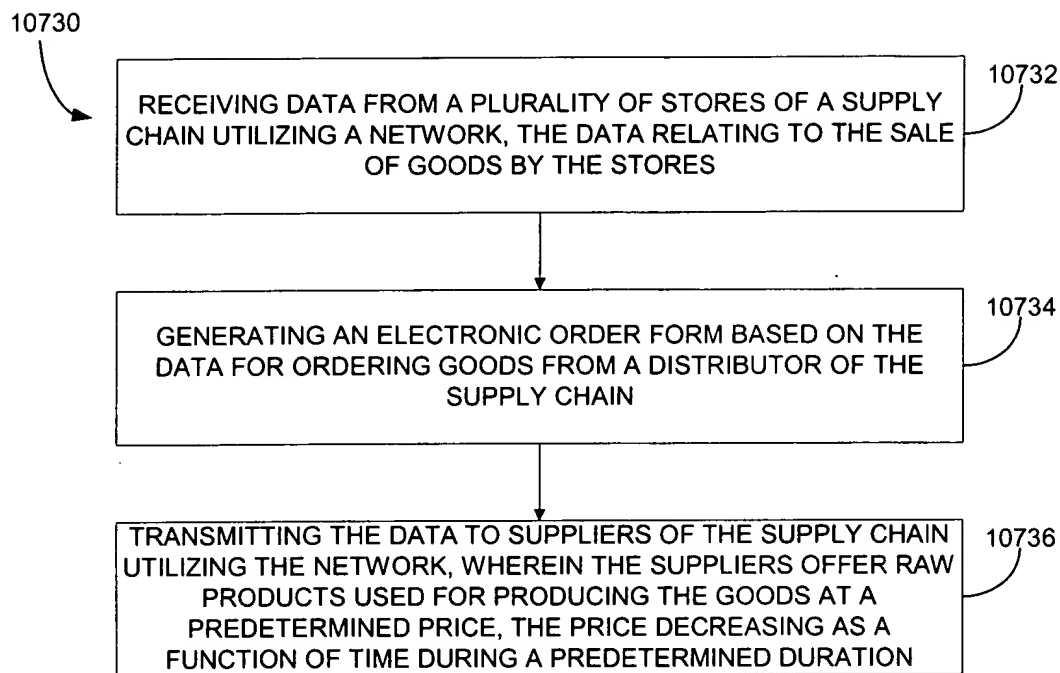 10730
10732
RECEIVING DATA FROM A PLURALITY OF STORES OF A SUPPLY
CHAIN UTILIZING A NETWORK, THE DATA RELATING TO THE SALE
OF GOODS BY THE STORES
10734
GENERATING AN ELECTRONIC ORDER FORM BASED ON THE
DATA FOR ORDERING GOODS FROM A DISTRIBUTOR OF THE
SUPPLY CHAIN
10736
TRANSMITTING THE DATA TO SUPPLIERS OF THE SUPPLY CHAIN
UTILIZING THE NETWORK, WHEREIN THE SUPPLIERS OFFER RAW
PRODUCTS USED FOR PRODUCING THE GOODS AT A
PREDETERMINED PRICE, THE PRICE DECREASING AS A
FUNCTION OF TIME DURING A PREDETERMINED DURATION